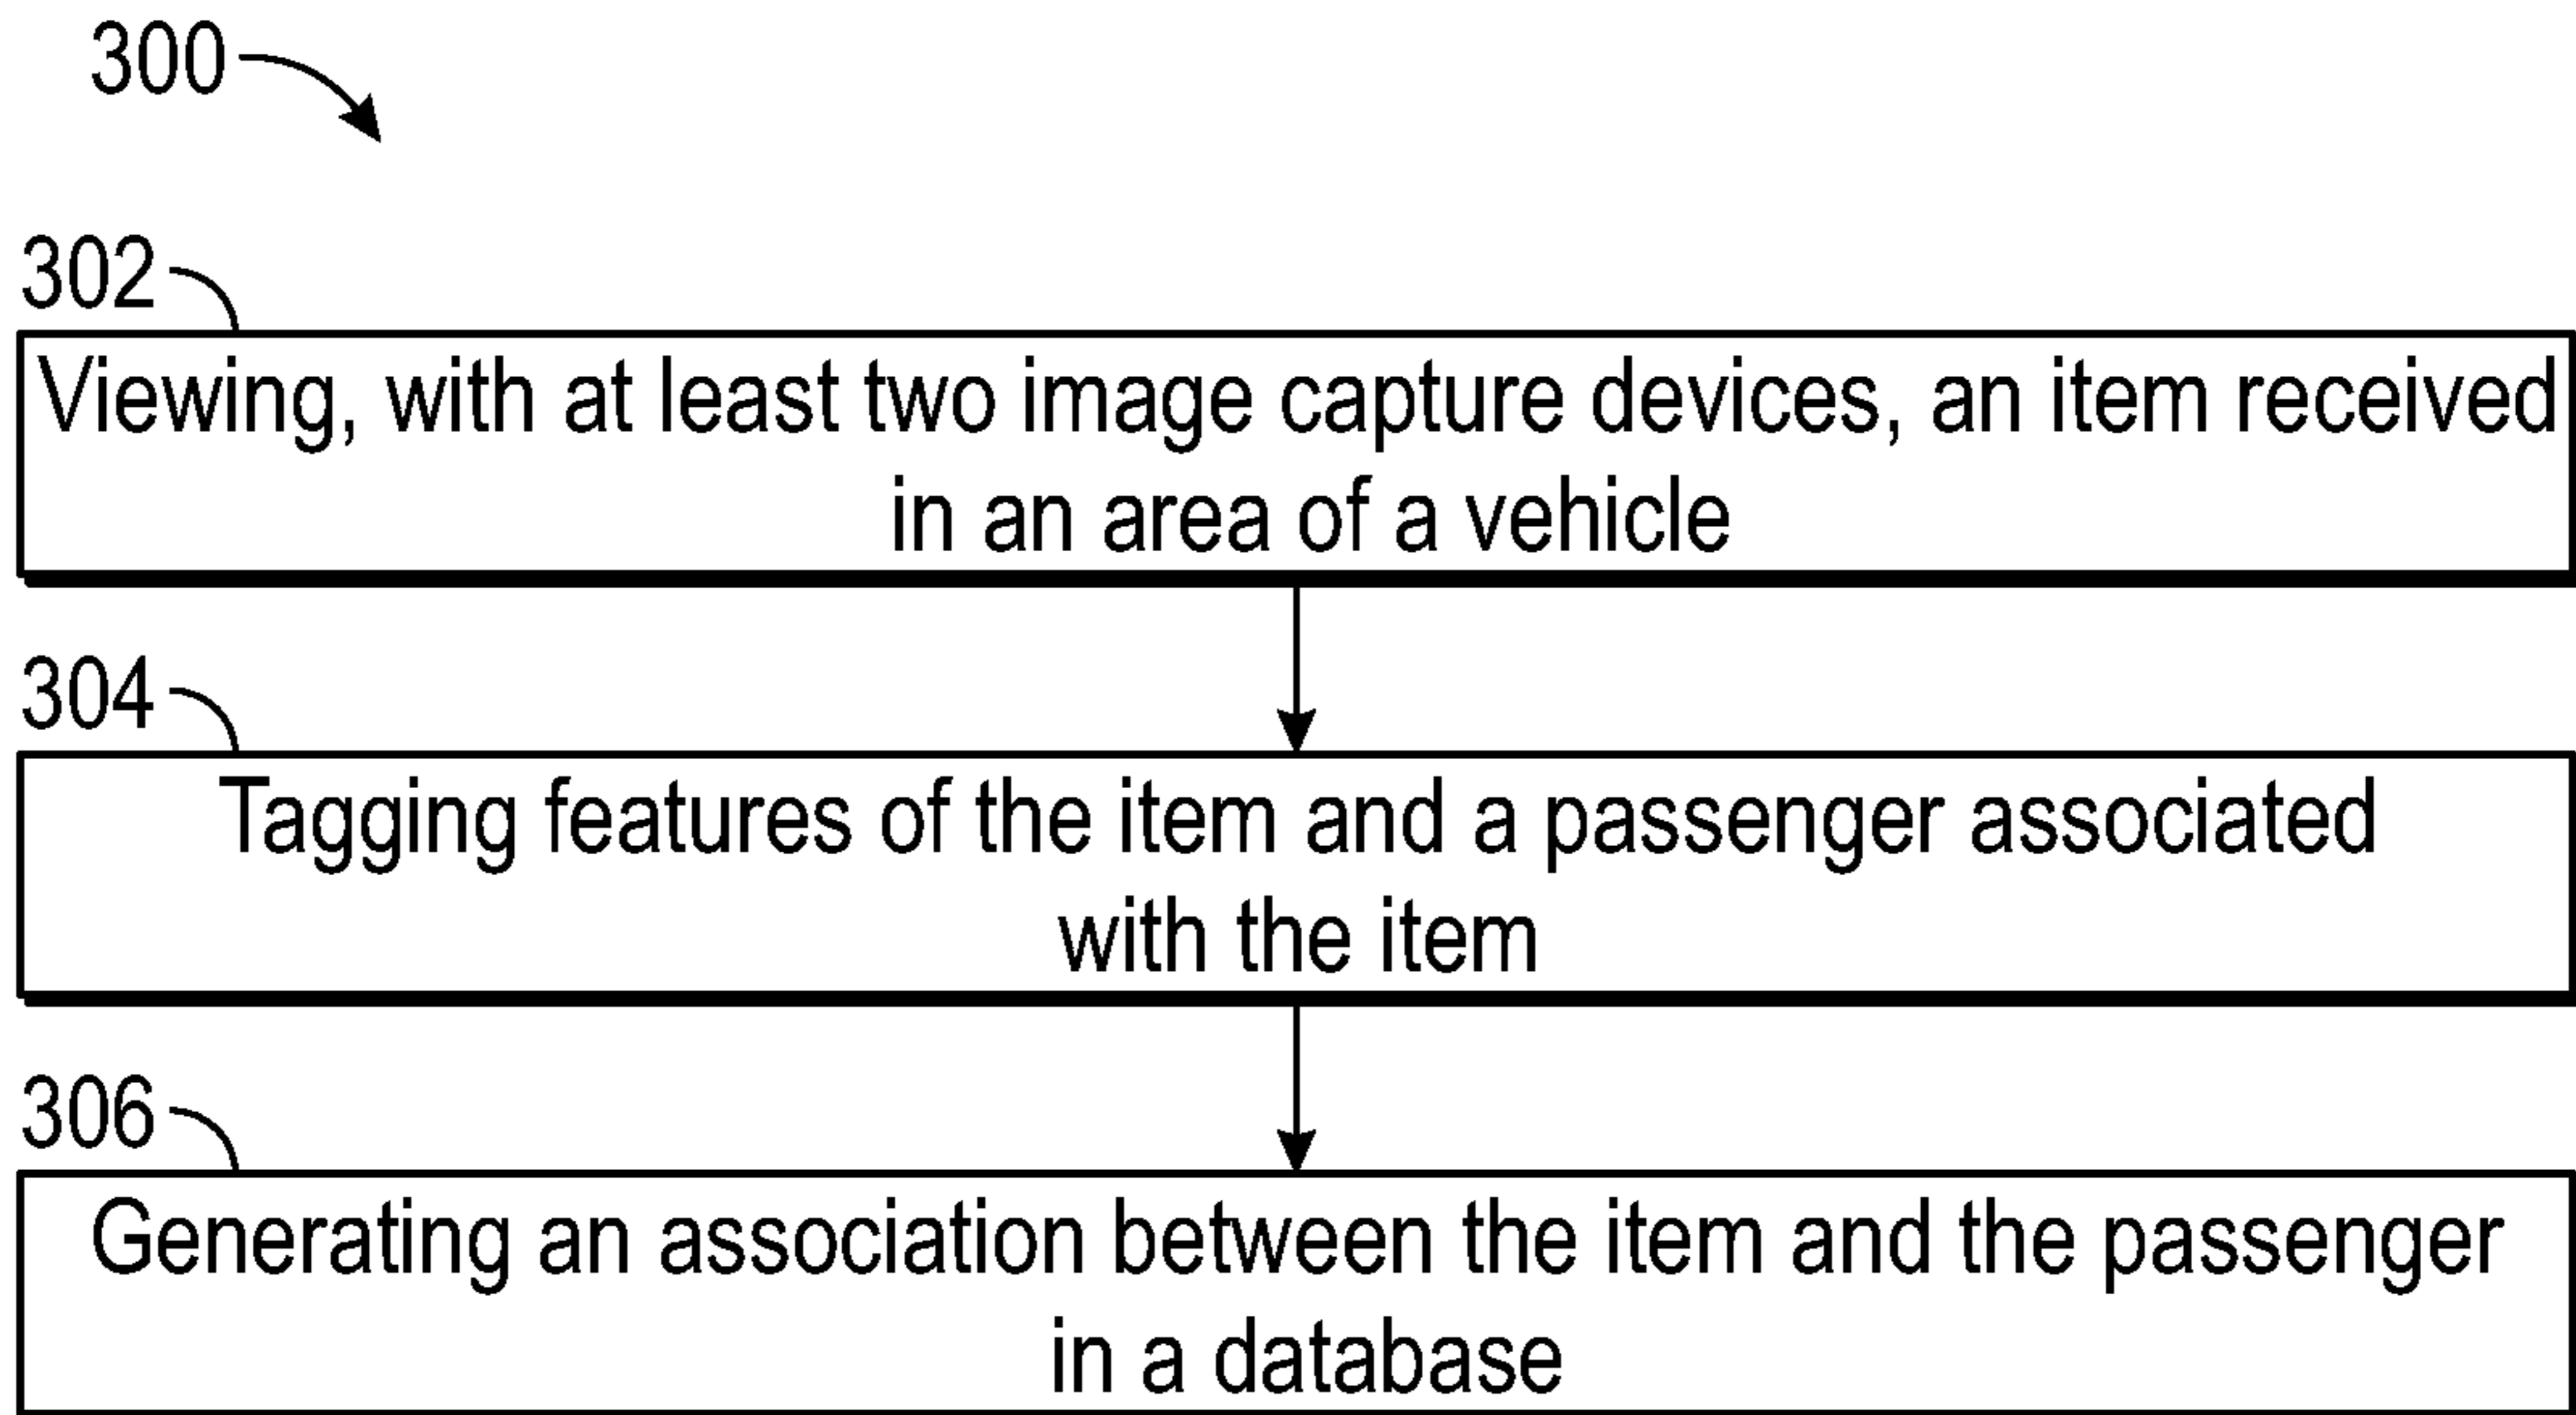 300
302
Viewing, with at least two image capture devices, an item received
in an area of a vehicle
304
Tagging features of the item and a passenger associated
with the item
306
Generating an association between the item and the passenger
in a database